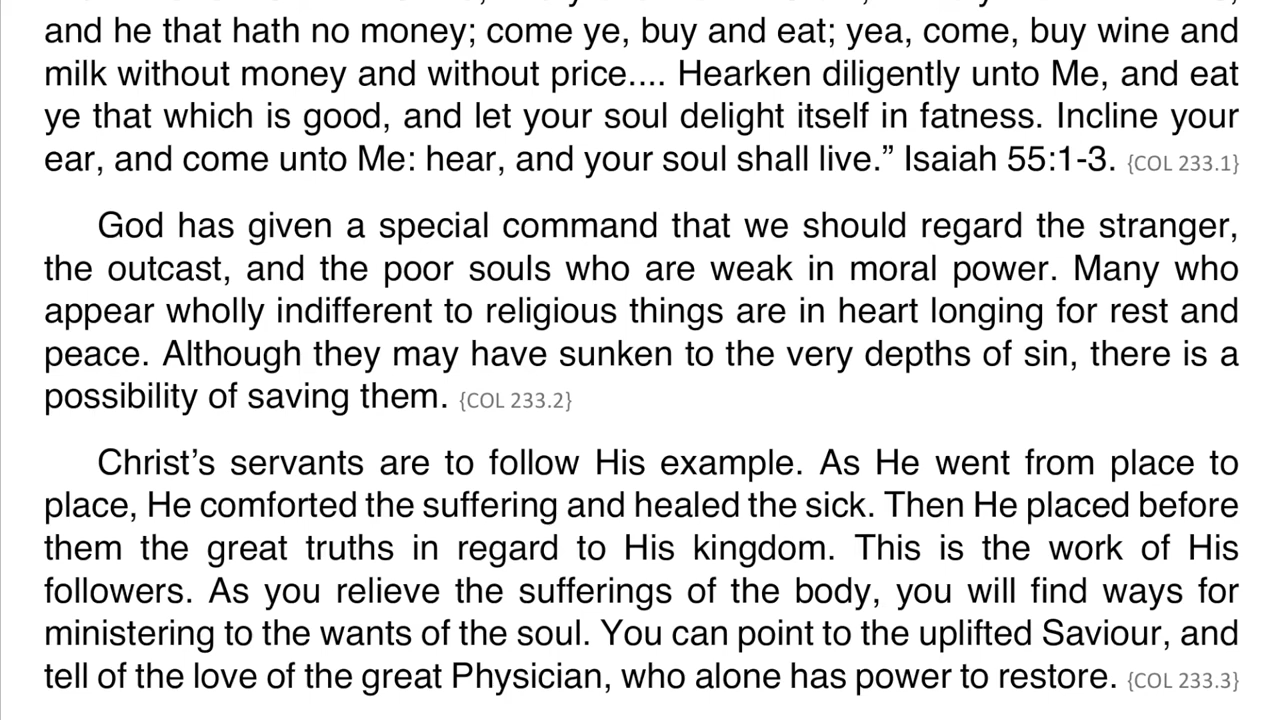 and he that hath no money; come ye, buy and eat; yea, come, buy wine and
milk without money and without price.... Hearken diligently unto Me, and eat
ye that which is good, and let your soul delight itself in fatness. Incline your
ear, and come unto Me: hear, and your soul shall live.” Isaiah 55:1-3. {COL 233.1}
God has given a special command that we should regard the stranger,
the outcast, and the poor souls who are weak in moral power. Many who
appear wholly indifferent to religious things are in heart longing for rest and
peace. Although they may have sunken to the very depths of sin, there is a
possibility of saving them. {COL 233.2}
Christ’s servants are to follow His example. As He went from place to
place, He comforted the suffering and healed the sick. Then He placed before
them the great truths in regard to His kingdom. This is the work of His
followers. As you relieve the sufferings of the body, you will find ways for
ministering to the wants of the soul. You can point to the uplifted Saviour, and
tell of the love of the great Physician, who alone has power to restore. {COL 233.3}